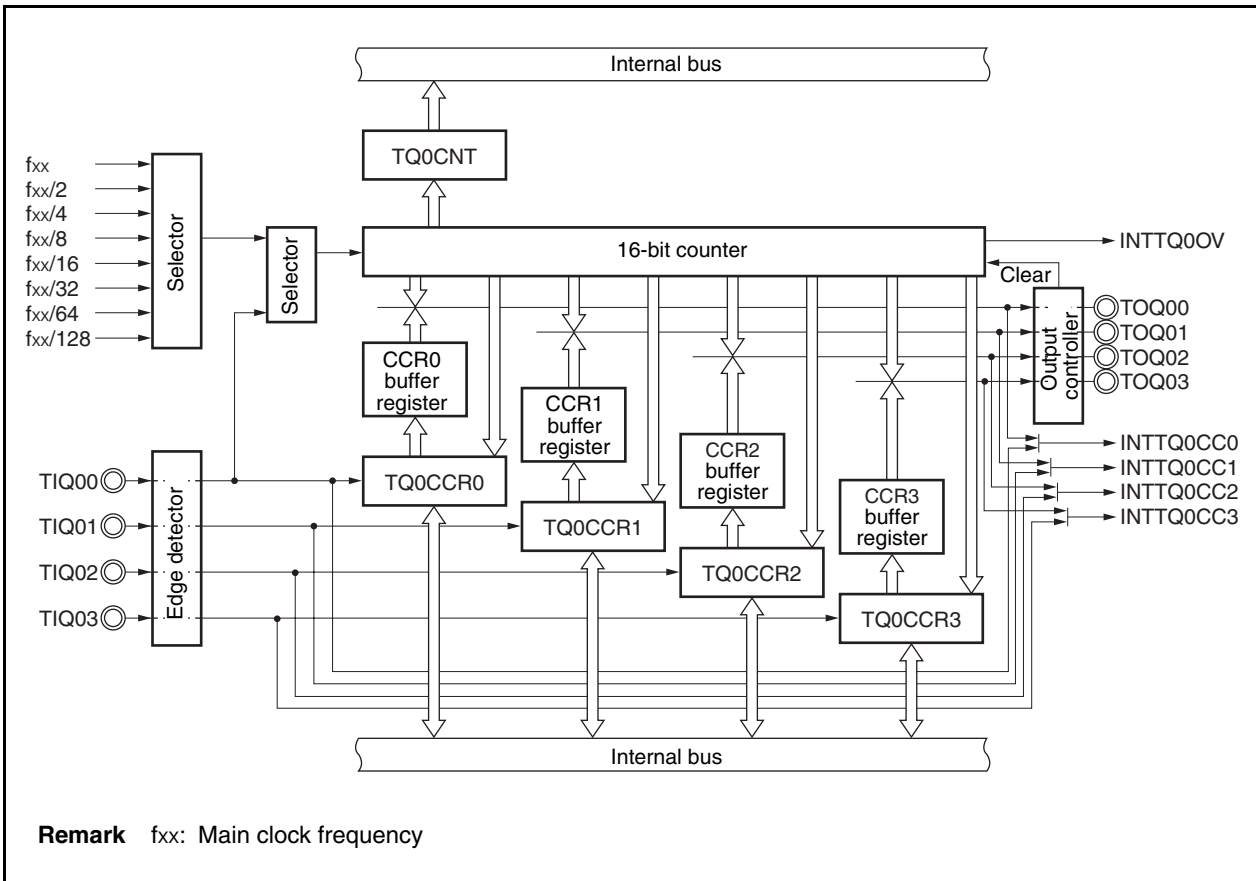 Internal bus
TQ0CNT
fxx
fxx/2
fxx/4
fxx/8
fxx/16
fxx/32
fxx/64
fxx/128
Selector
Selector
16-bit counter
INTTQ0OV
Clear
Output
controller
TOQ00
TOQ01
TOQ02
TOQ03
CCR0
buffer
register
CCR1
buffer
register
CCR2
buffer
register
CCR3
buffer
register
INTTQ0CC0
INTTQ0CC1
INTTQ0CC2
INTTQ0CC3
TIQ00
TIQ01
TIQ02
TIQ03
Edge detector
TQ0CCR0
TQ0CCR1
TQ0CCR2
TQ0CCR3
Internal bus
Remark fxx: Main clock frequency